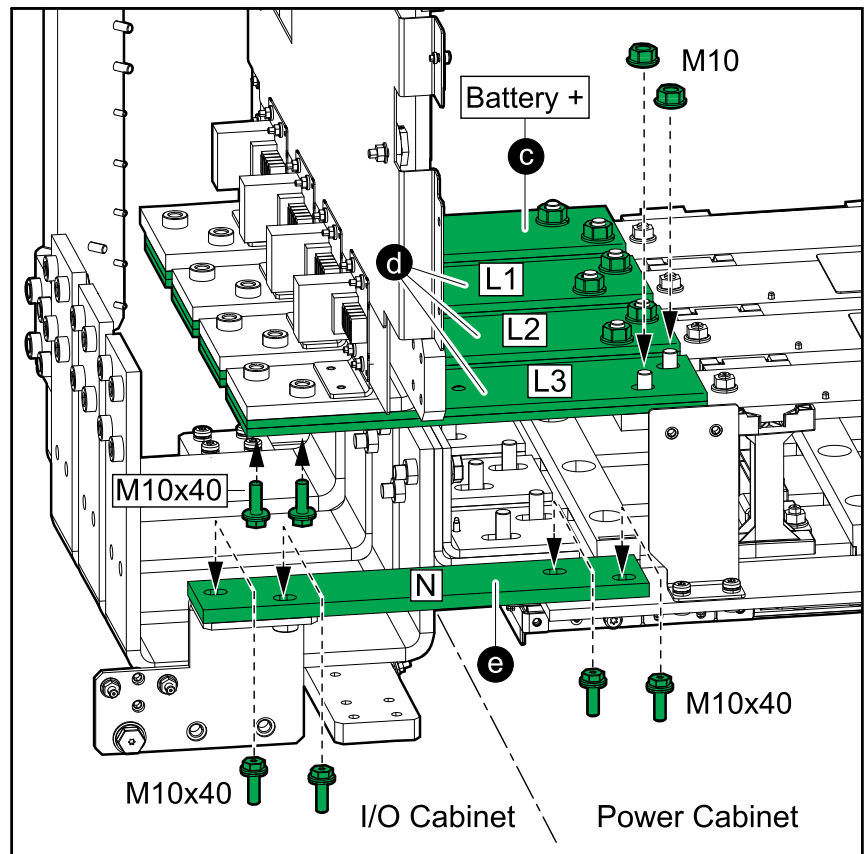 M10
Battery +
c
d
L1
L2
L3
M10x40
N
e
M10x40
M10x40
I/O Cabinet
Power Cabinet